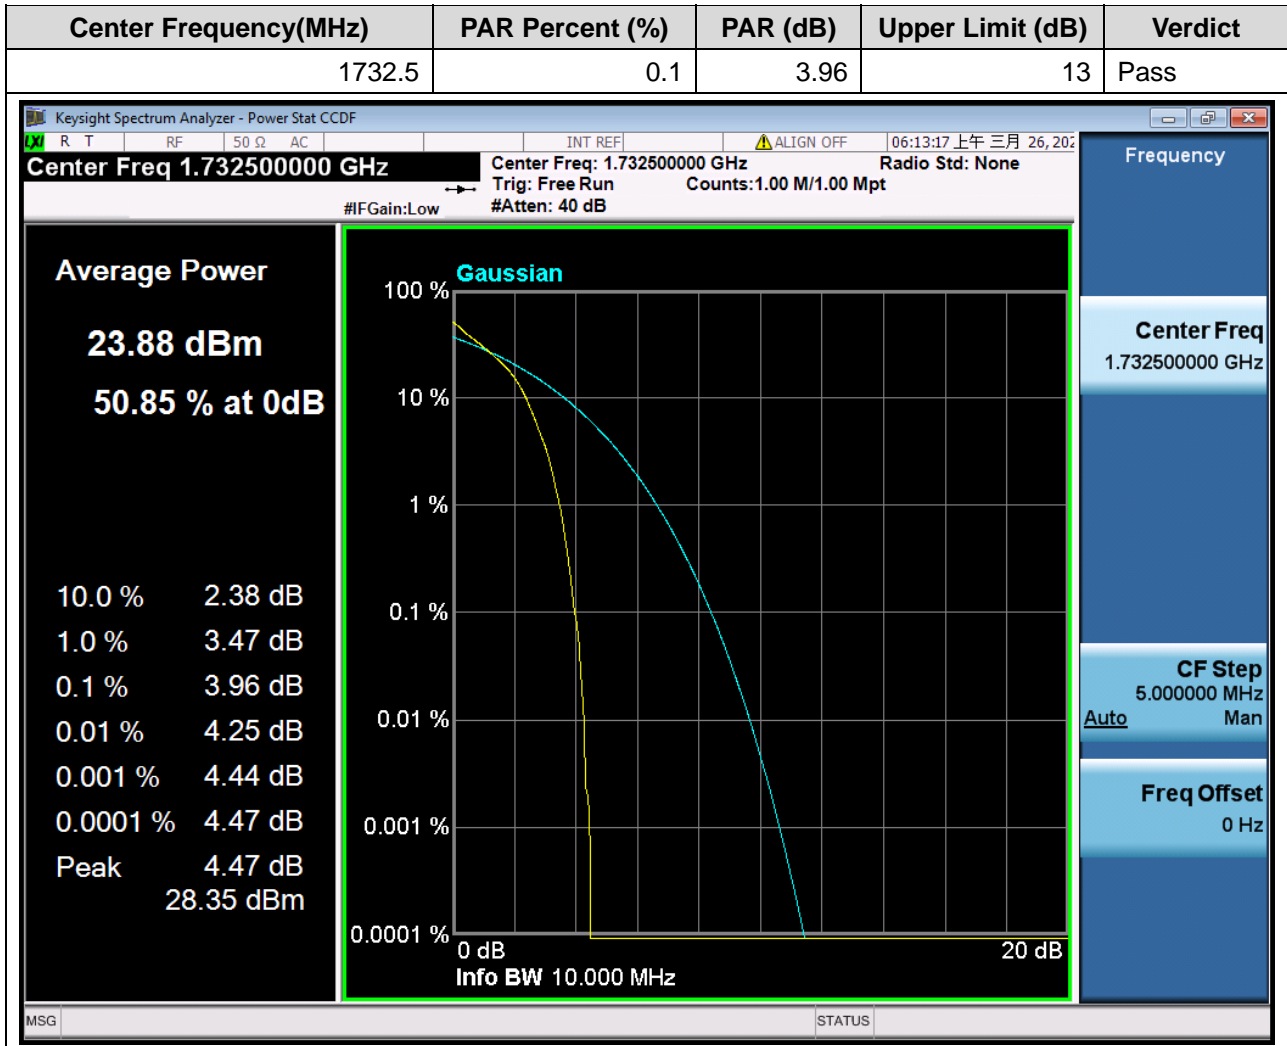 Center Frequency(MHz) PAR Percent (%) PAR (dB) Upper Limit (dB) Verdict
1732.5 0.1 3.96 13 Pass
Keysight Spectrum Analyzer - Power Stat CCDF
LXI R T RF 50 Ω AC INT REF ALIGN OFF 06:13:17 上午 三月 26, 202
Center Freq 1.732500000 GHz
Center Freq: 1.732500000 GHz Radio Std: None
Trig: Free Run Counts:1.00 M/1.00 Mpt
#IFGain:Low #Atten: 40 dB
Average Power
23.88 dBm
50.85 % at 0dB
10.0 % 2.38 dB
1.0 % 3.47 dB
0.1 % 3.96 dB
0.01 % 4.25 dB
0.001 % 4.44 dB
0.0001 % 4.47 dB
Peak 4.47 dB
28.35 dBm
Gaussian
100 %
10 %
1 %
0.1 %
0.01 %
0.001 %
0.0001 %
0 dB 20 dB
Info BW 10.000 MHz
Frequency
Center Freq
1.732500000 GHz
CF Step
5.000000 MHz
Auto Man
Freq Offset
0 Hz
MSG STATUS